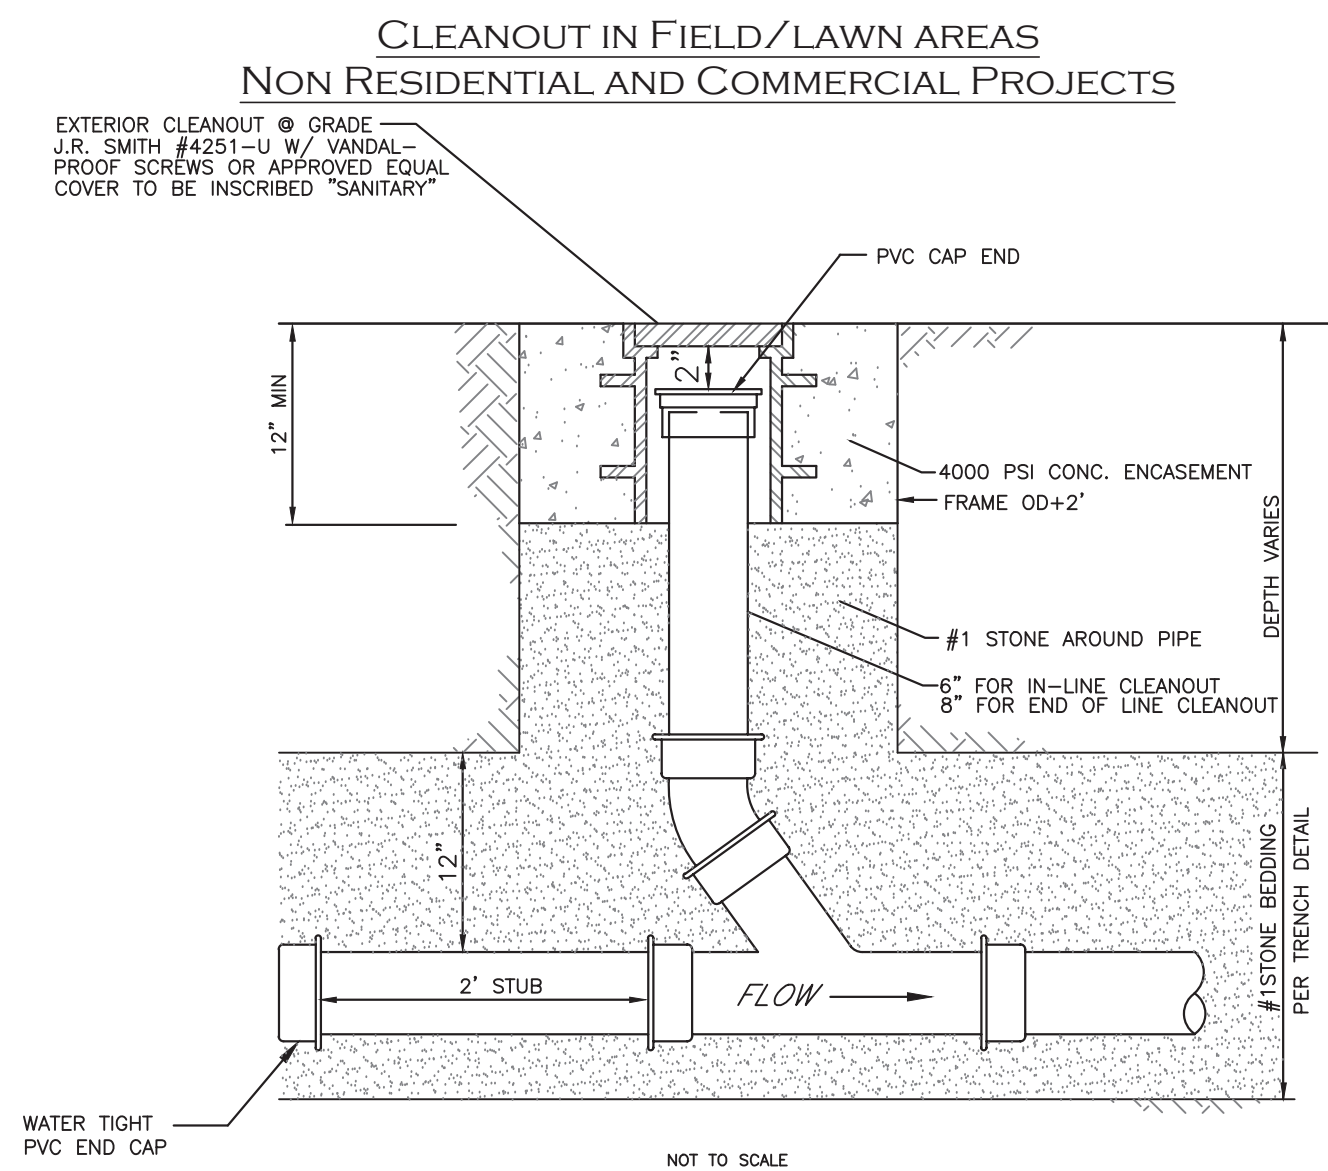 CLEANOUT IN FIELD/LAWN AREAS
NON RESIDENTIAL AND COMMERCIAL PROJECTS
EXTERIOR CLEANOUT @ GRADE
J.R. SMITH #4251-U W/ VANDAL-
PROOF SCREWS OR APPROVED EQUAL
COVER TO BE INSCRIBED "SANITARY"
PVC CAP END
2"
12" MIN
4000 PSI CONC. ENCASEMENT
FRAME OD+2'
DEPTH VARIES
#1 STONE AROUND PIPE
6" FOR IN-LINE CLEANOUT
8" FOR END OF LINE CLEANOUT
12"
#1STONE BEDDING
PER TRENCH DETAIL
2' STUB
FLOW
WATER TIGHT
PVC END CAP
NOT TO SCALE